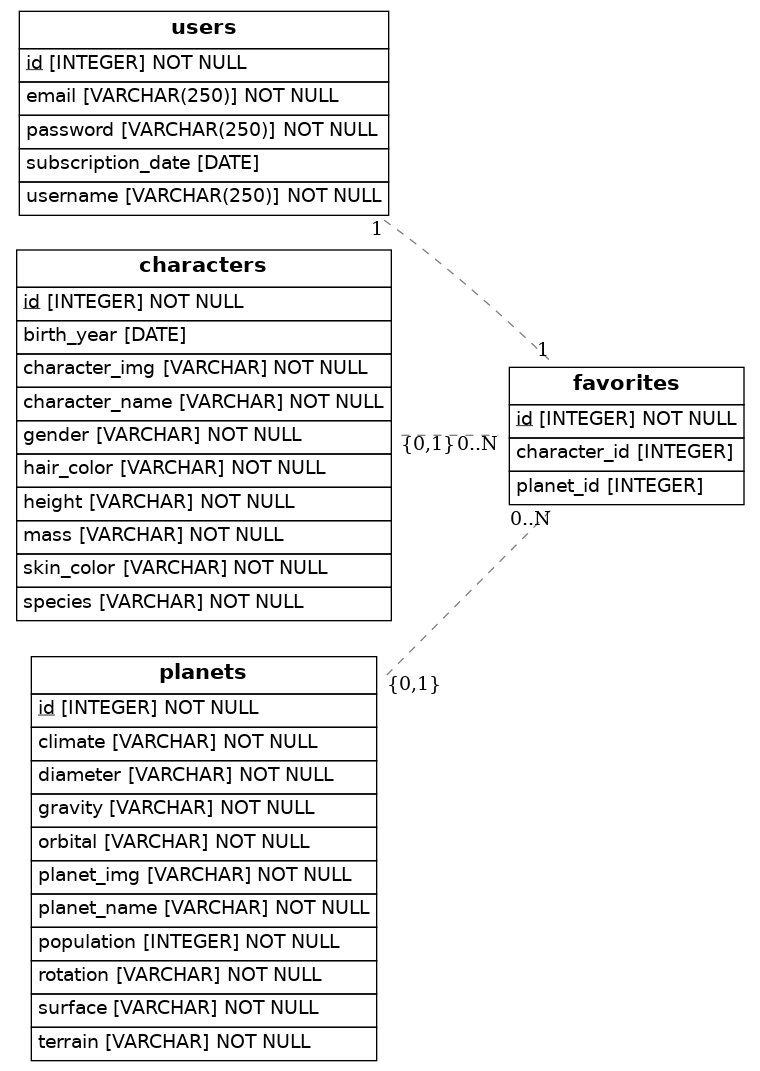 users
id [INTEGER] NOT NULL
email [VARCHAR(250)] NOT NULL
password [VARCHAR(250)] NOT NULL
subscription_date [DATE]
username [VARCHAR(250)] NOT NULL
1
characters
id [INTEGER] NOT NULL
birth_year [DATE]
character_img [VARCHAR] NOT NULL
character_name [VARCHAR] NOT NULL
gender [VARCHAR] NOT NULL
hair_color [VARCHAR] NOT NULL
height [VARCHAR] NOT NULL
mass [VARCHAR] NOT NULL
skin_color [VARCHAR] NOT NULL
species [VARCHAR] NOT NULL
1
{0,1} 0..N
favorites
id [INTEGER] NOT NULL
character_id [INTEGER]
planet_id [INTEGER]
0..N
{0,1}
planets
id [INTEGER] NOT NULL
climate [VARCHAR] NOT NULL
diameter [VARCHAR] NOT NULL
gravity [VARCHAR] NOT NULL
orbital [VARCHAR] NOT NULL
planet_img [VARCHAR] NOT NULL
planet_name [VARCHAR] NOT NULL
population [INTEGER] NOT NULL
rotation [VARCHAR] NOT NULL
surface [VARCHAR] NOT NULL
terrain [VARCHAR] NOT NULL